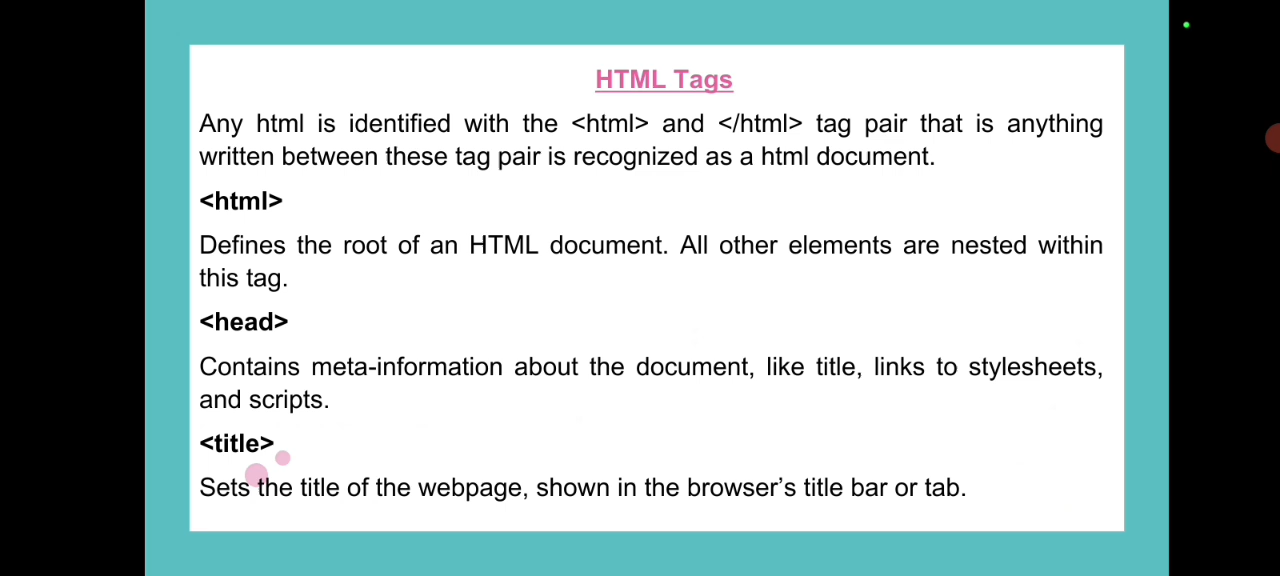 HTML Tags
Any html is identified with the <html> and </html> tag pair that is anything
written between these tag pair is recognized as a html document.
<html>
Defines the root of an HTML document. All other elements are nested within
this tag.
<head>
Contains meta-information about the document, like title, links to stylesheets,
and scripts.
<title>
Sets the title of the webpage, shown in the browser’s title bar or tab.